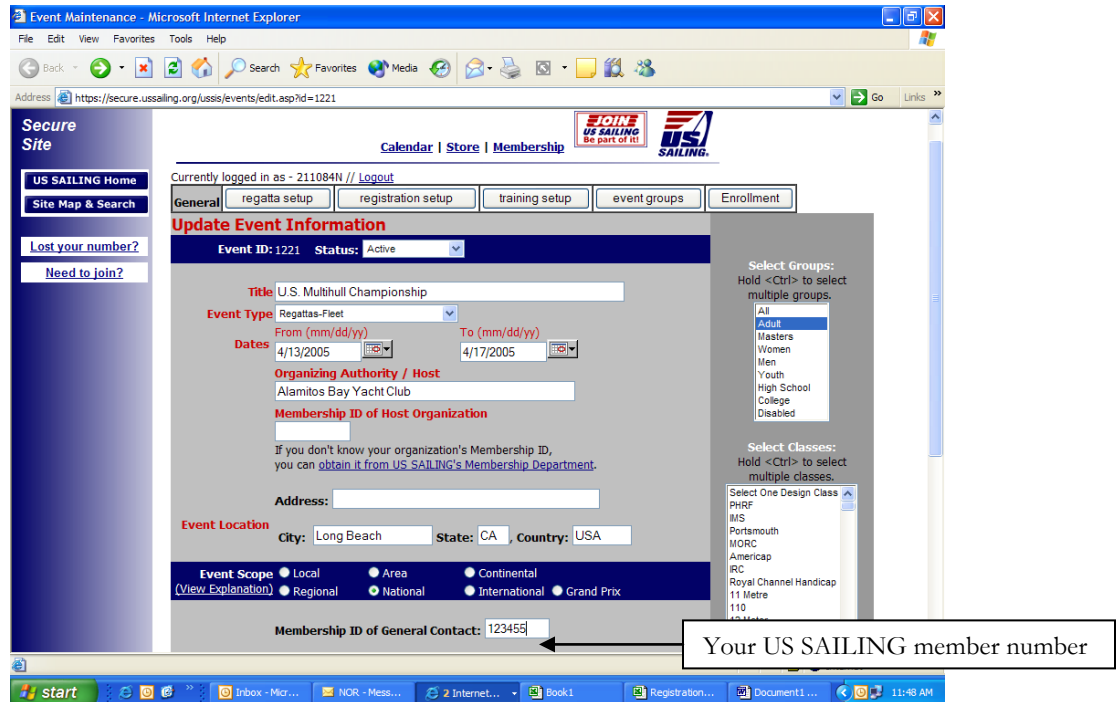 Event Maintenance - Microsoft Internet Explorer
File Edit View Favorites Tools Help
Back Search Favorites Media
Address https://secure.ussailing.org/ussis/events/edit.asp?id=1221 Go Links »
Secure
Site
JOIN
US SAILING
Be part of it!
US
SAILING.
Calendar | Store | Membership
US SAILING Home
Site Map & Search
Lost your number?
Need to join?
Currently logged in as - 211084N // Logout
General regatta setup registration setup training setup event groups Enrollment
Update Event Information
Event ID: 1221 Status: Active
Title U.S. Multihull Championship
Event Type Regattas-Fleet
From (mm/dd/yy) To (mm/dd/yy)
Dates 4/13/2005 4/17/2005
Organizing Authority / Host
Alamitos Bay Yacht Club
Membership ID of Host Organization
If you don't know your organization's Membership ID,
you can obtain it from US SAILING's Membership Department.
Address:
Event Location
City: Long Beach State: CA , Country: USA
Event Scope Local Area Continental
(View Explanation) Regional National International Grand Prix
Membership ID of General Contact: 123455
Select Groups:
Hold <Ctrl> to select
multiple groups.
All
Adult
Masters
Women
Men
Youth
High School
College
Disabled
Select Classes:
Hold <Ctrl> to select
multiple classes.
Select One Design Class
PHRF
IMS
Portsmouth
MORC
Americap
IRC
Royal Channel Handicap
11 Metre
110
Your US SAILING member number
start » Inbox - Micr... NOR - Mess... 2 Internet... Book1 Registration... Document1 ... 11:48 AM